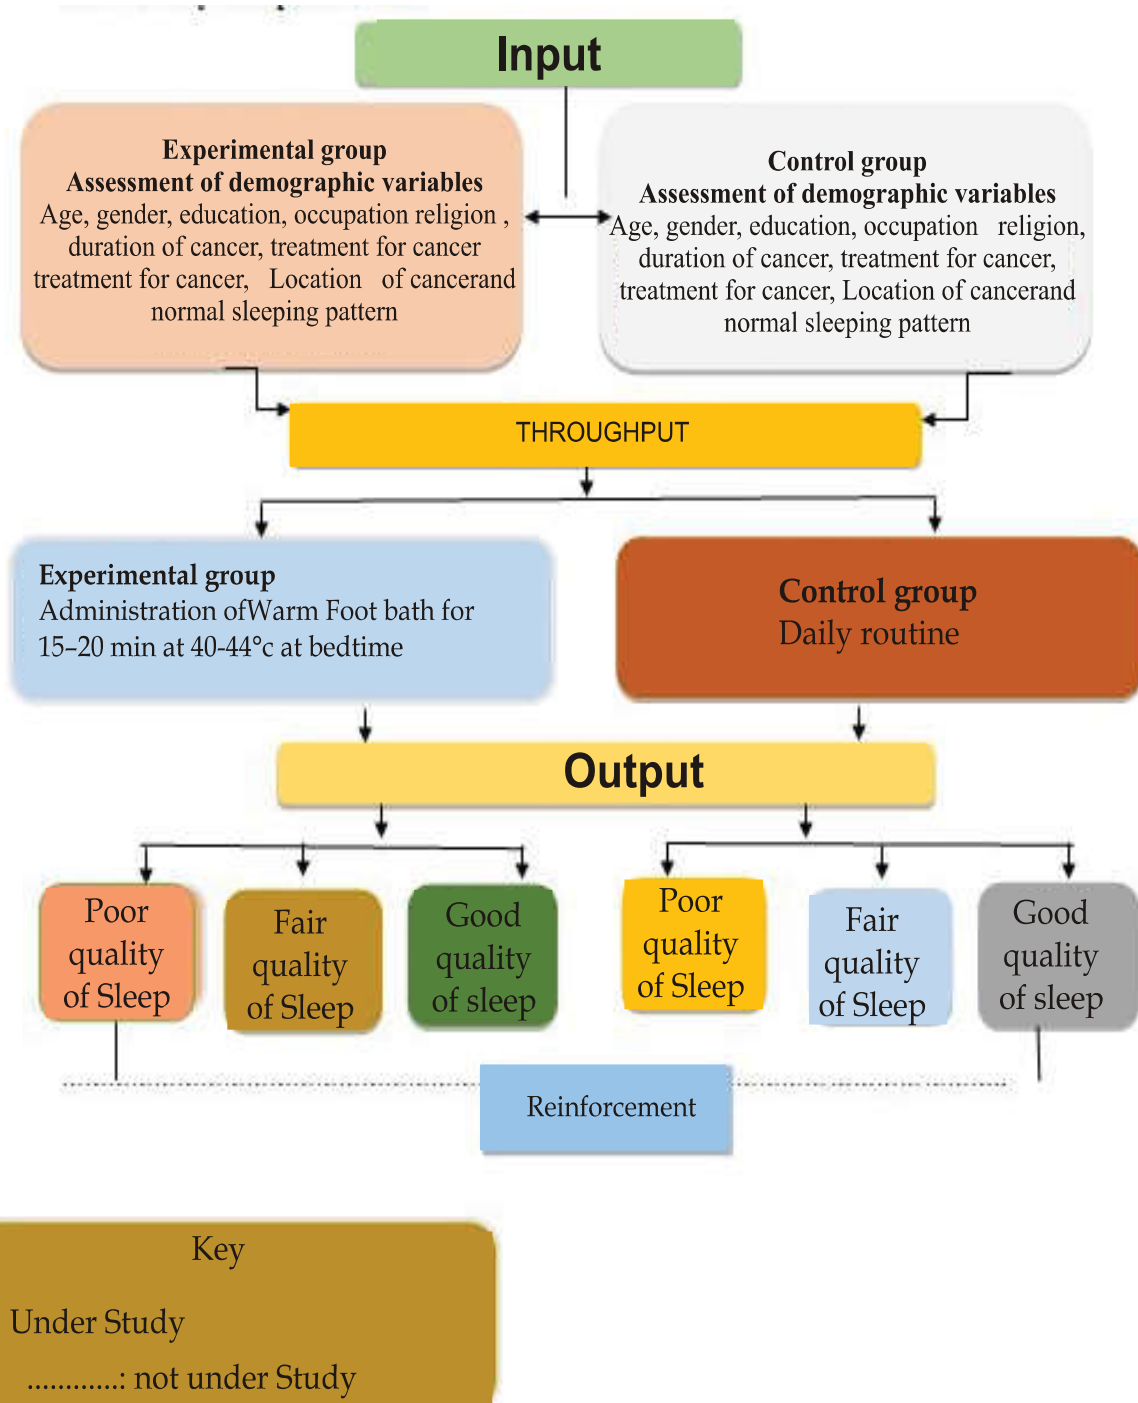 Input
Experimental group
Assessment of demographic variables
Age, gender, education, occupation religion ,
duration of cancer, treatment for cancer
treatment for cancer, Location of cancerand
normal sleeping pattern
Control group
Assessment of demographic variables
Age, gender, education, occupation religion,
duration of cancer, treatment for cancer,
treatment for cancer, Location of cancerand
normal sleeping pattern
THROUGHPUT
Experimental group
Administration ofWarm Foot bath for
15–20 min at 40-44°c at bedtime
Control group
Daily routine
Output
Poor
quality
of Sleep
Fair
quality
of Sleep
Good
quality
of sleep
Poor
quality
of Sleep
Fair
quality
of Sleep
Good
quality
of sleep
Reinforcement
Key
Under Study
............: not under Study